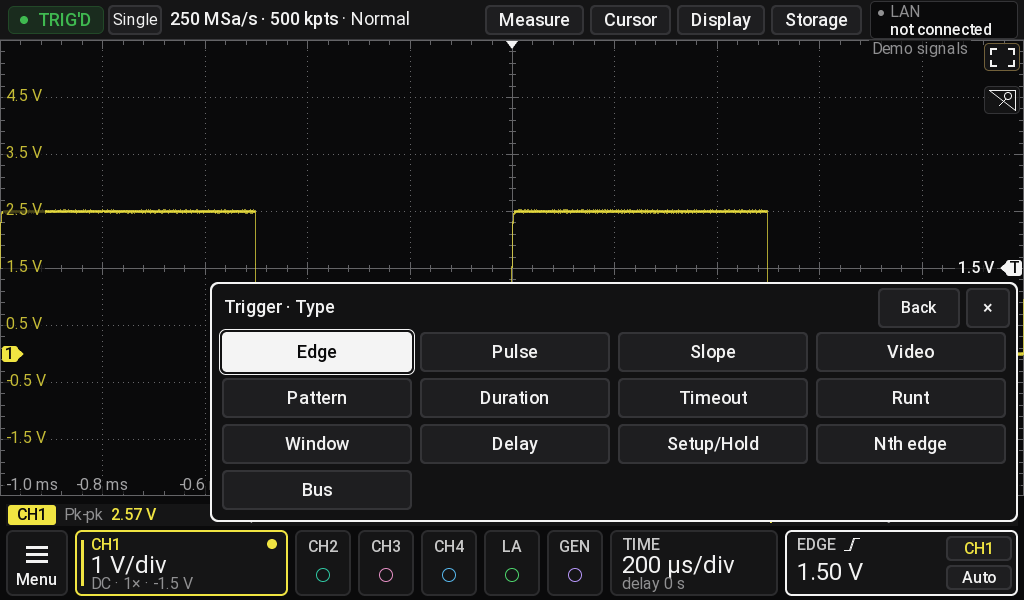 TRIG'D Single 250 MSa/s · 500 kpts · Normal Measure Cursor Display Storage LAN
not connected
Demo signals
4.5 V
3.5 V
2.5 V
1.5 V 1.5 V T
Trigger · Type Back ×
0.5 V
Edge Pulse Slope Video
1
-0.5 V
Pattern Duration Timeout Runt
-1.5 V
Window Delay Setup/Hold Nth edge
-1.0 ms -0.8 ms -0.6
Bus
CH1 Pk-pk 2.57 V
Menu
CH1
1 V/div
DC · 1× · -1.5 V
CH2 CH3 CH4 LA GEN
TIME
200 µs/div
delay 0 s
EDGE CH1
1.50 V Auto